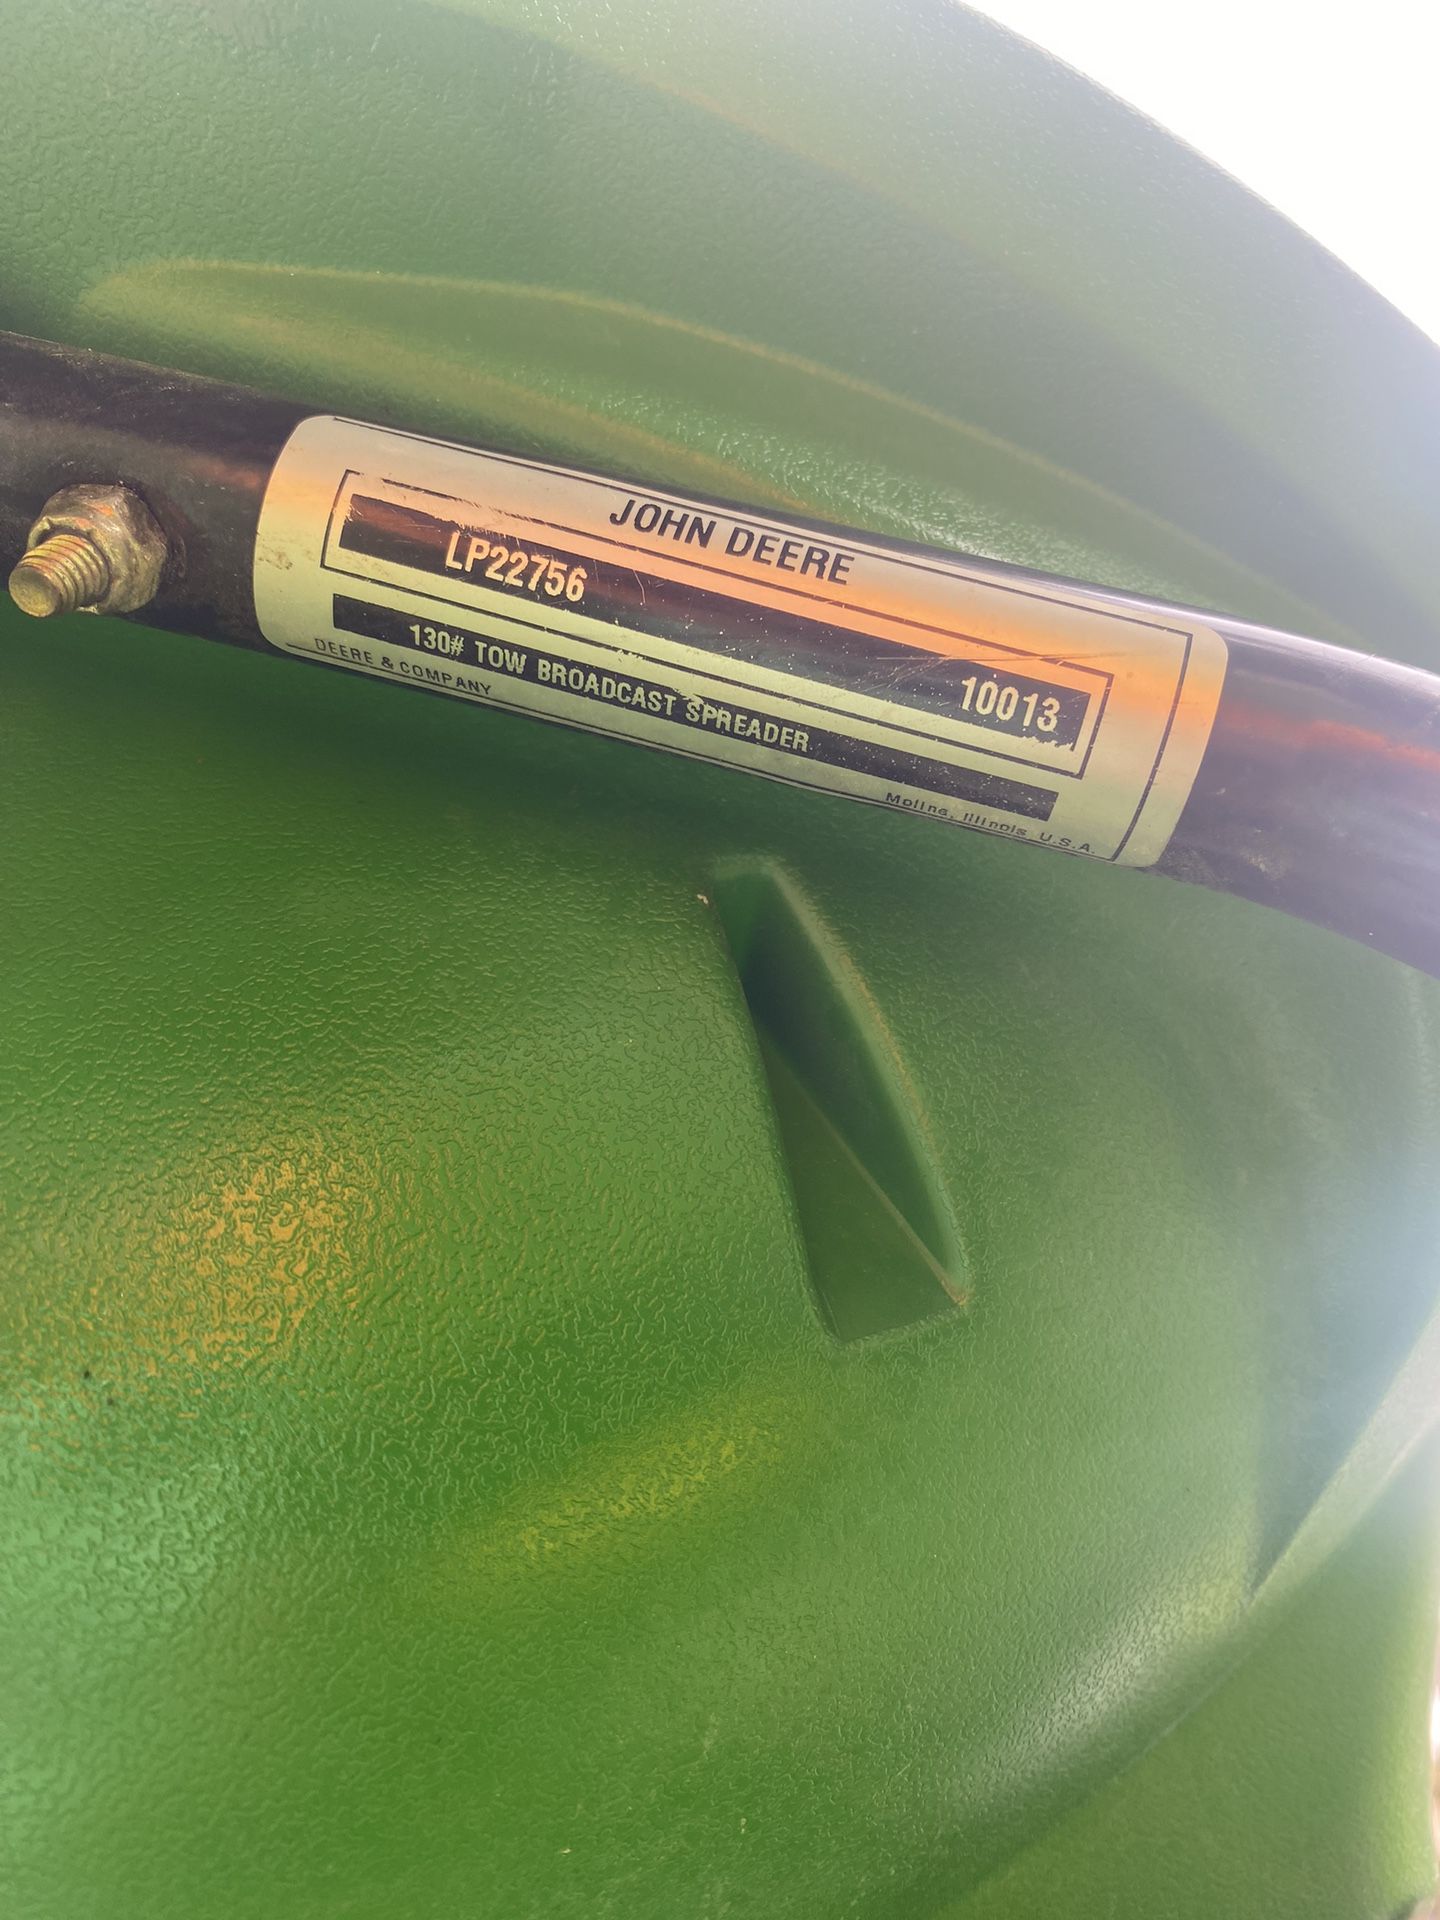 JOHN DEERE
LP22756 10013
130# TOW BROADCAST SPREADER
DEERE & COMPANY Moline, Illinois U.S.A.